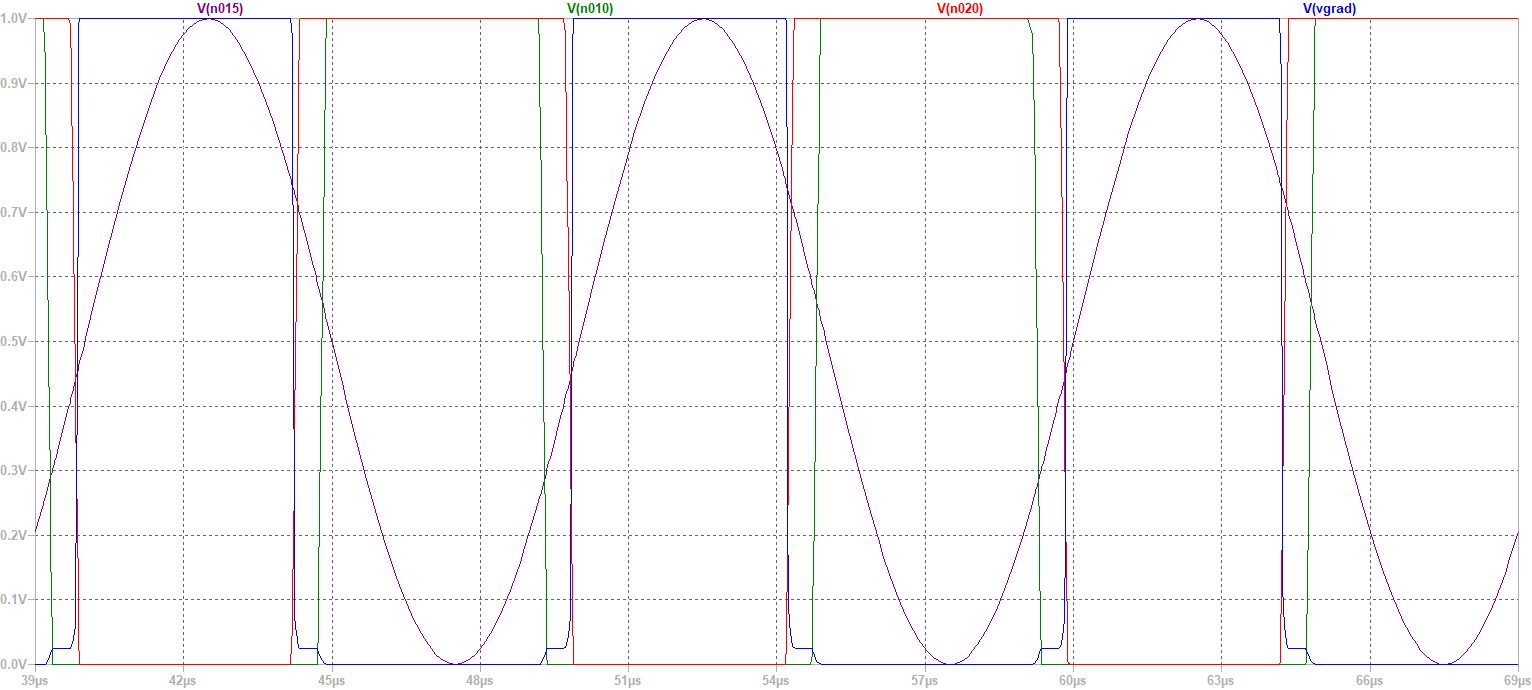 V(n015) V(n010) V(n020) V(vgrad)
1.0V
0.9V
0.8V
0.7V
0.6V
0.5V
0.4V
0.3V
0.2V
0.1V
0.0V
39µs 42µs 45µs 48µs 51µs 54µs 57µs 60µs 63µs 66µs 69µs